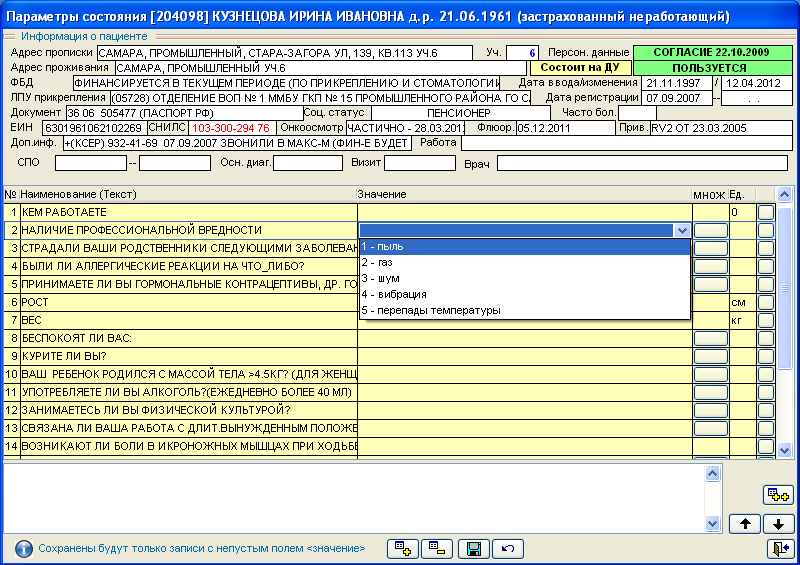 Параметры состояния [204098] КУЗНЕЦОВА ИРИНА ИВАНОВНА д.р. 21.06.1961 (застрахованный неработающий)
Информация о пациенте
Адрес прописки САМАРА, ПРОМЫШЛЕННЫЙ, СТАРА-ЗАГОРА УЛ, 139, КВ.113 УЧ.6 Уч. 6 Персон. данные СОГЛАСИЕ 22.10.2009
Адрес проживания САМАРА, ПРОМЫШЛЕННЫЙ УЧ.6 Состоит на ДУ ПОЛЬЗУЕТСЯ
ФБД ФИНАНСИРУЕТСЯ В ТЕКУЩЕМ ПЕРИОДЕ (ПО ПРИКРЕПЛЕНИЮ И СТОМАТОЛОГИИ Дата ввода/изменения 21.11.1997 / 12.04.2012
ЛПУ прикрепления (05728) ОТДЕЛЕНИЕ ВОП № 1 ММБУ ГКП № 15 ПРОМЫШЛЕННОГО РАЙОНА ГО СА Дата регистрации 07.09.2007 -- . .
Документ 36 06 505477 (ПАСПОРТ РФ) Соц. статус ПЕНСИОНЕР Часто бол.
ЕИН 6301961062102269 СНИЛС 103-300-294 76 Онкоосмотр ЧАСТИЧНО - 28.03.201 Флюор. 05.12.2011 Прив. RV2 ОТ 23.03.2005
Доп.инф. +(КСЕР) 932-41-69 07.09.2007 ЗВОНИЛИ В МАКС-М (ФИН-Е БУДЕТ Работа
СПО -- Осн. диаг. Визит Врач
№ Наименование (Текст) Значение множ Ед.
1 КЕМ РАБОТАЕТЕ 0
2 НАЛИЧИЕ ПРОФЕССИОНАЛЬНОЙ ВРЕДНОСТИ
3 СТРАДАЛИ ВАШИ РОДСТВЕННИКИ СЛЕДУЮЩИМИ ЗАБОЛЕВАН
4 БЫЛИ ЛИ АЛЛЕРГИЧЕСКИЕ РЕАКЦИИ НА ЧТО_ЛИБО?
5 ПРИНИМАЕТЕ ЛИ ВЫ ГОРМОНАЛЬНЫЕ КОНТРАЦЕПТИВЫ, ДР. ГО
1 - пыль
2 - газ
3 - шум
4 - вибрация
5 - перепады температуры
6 РОСТ см
7 ВЕС кг
8 БЕСПОКОЯТ ЛИ ВАС:
9 КУРИТЕ ЛИ ВЫ?
10 ВАШ РЕБЕНОК РОДИЛСЯ С МАССОЙ ТЕЛА >4.5КГ? (ДЛЯ ЖЕНЩ
11 УПОТРЕБЛЯЕТЕ ЛИ ВЫ АЛКОГОЛЬ?(ЕЖЕДНЕВНО БОЛЕЕ 40 МЛ)
12 ЗАНИМАЕТЕСЬ ЛИ ВЫ ФИЗИЧЕСКОЙ КУЛЬТУРОЙ?
13 СВЯЗАНА ЛИ ВАША РАБОТА С ДЛИТ.ВЫНУЖДЕННЫМ ПОЛОЖЕ
14 ВОЗНИКАЮТ ЛИ БОЛИ В ИКРОНОЖНЫХ МЫШЦАХ ПРИ ХОДЬБЕ
Сохранены будут только записи с непустым полем <значение>